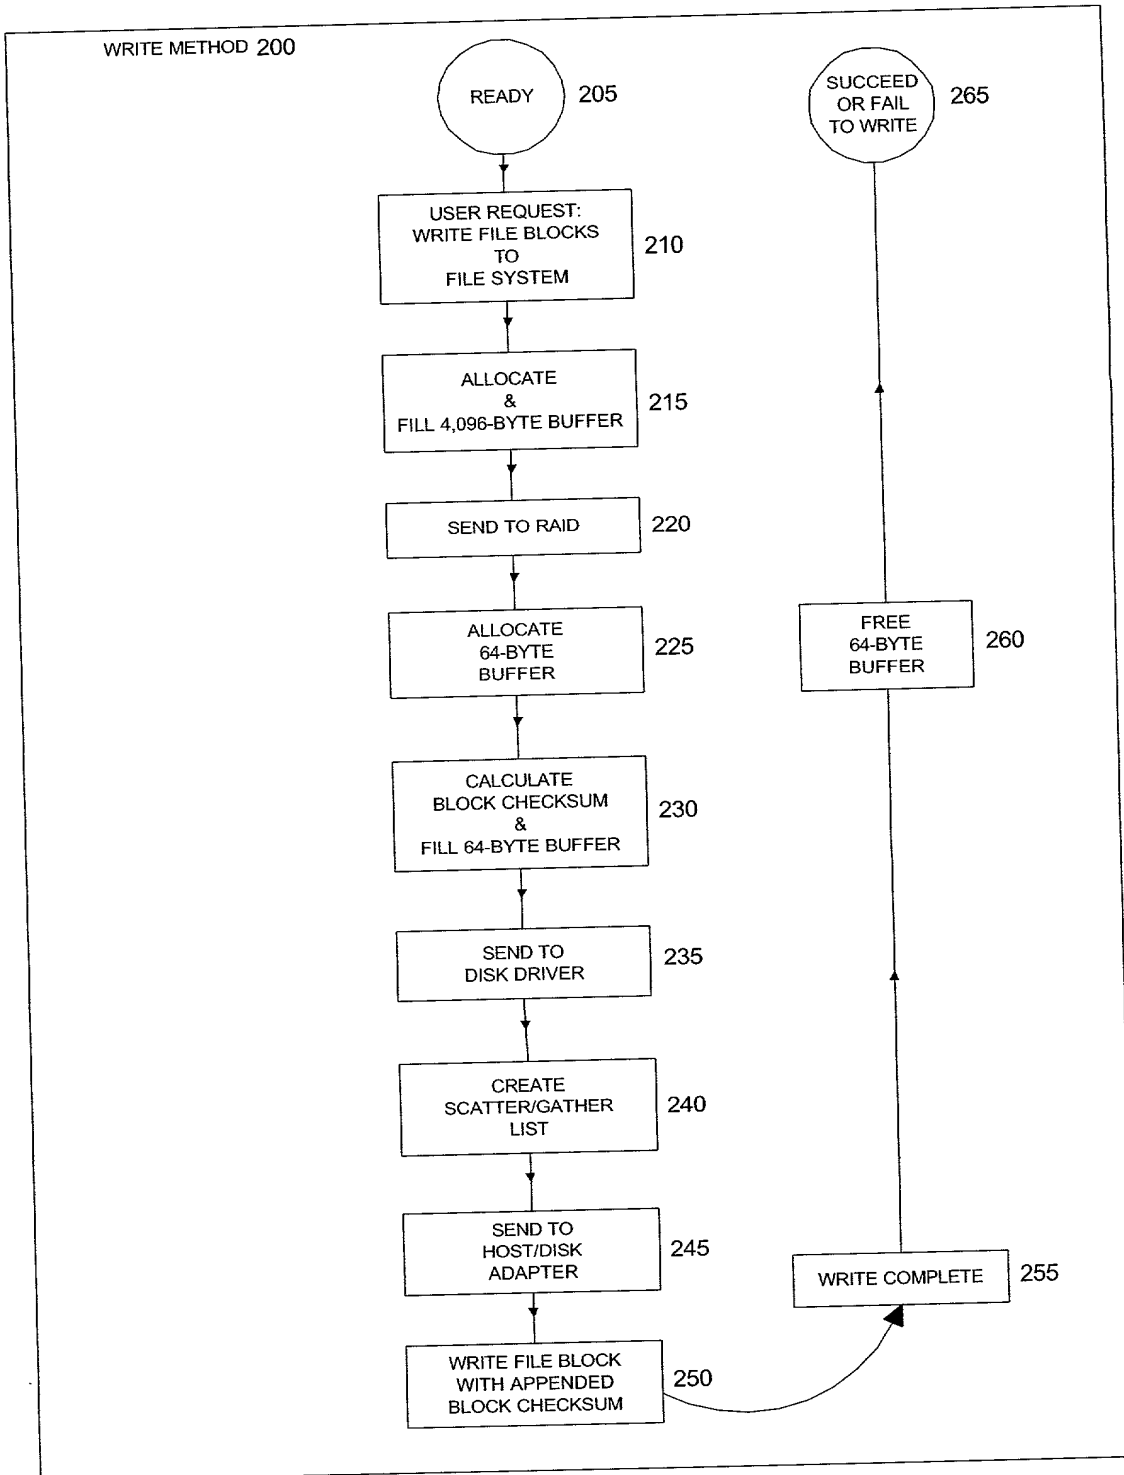 WRITE METHOD 200
READY
205
USER REQUEST:
WRITE FILE BLOCKS
TO
FILE SYSTEM
210
ALLOCATE
&
FILL 4,096-BYTE BUFFER
215
SEND TO RAID
220
ALLOCATE
64-BYTE
BUFFER
225
CALCULATE
BLOCK CHECKSUM
&
FILL 64-BYTE BUFFER
230
SEND TO
DISK DRIVER
235
CREATE
SCATTER/GATHER
LIST
240
SEND TO
HOST/DISK
ADAPTER
245
WRITE FILE BLOCK
WITH APPENDED
BLOCK CHECKSUM
250
WRITE COMPLETE
255
FREE
64-BYTE
BUFFER
260
SUCCEED
OR FAIL
TO WRITE
265